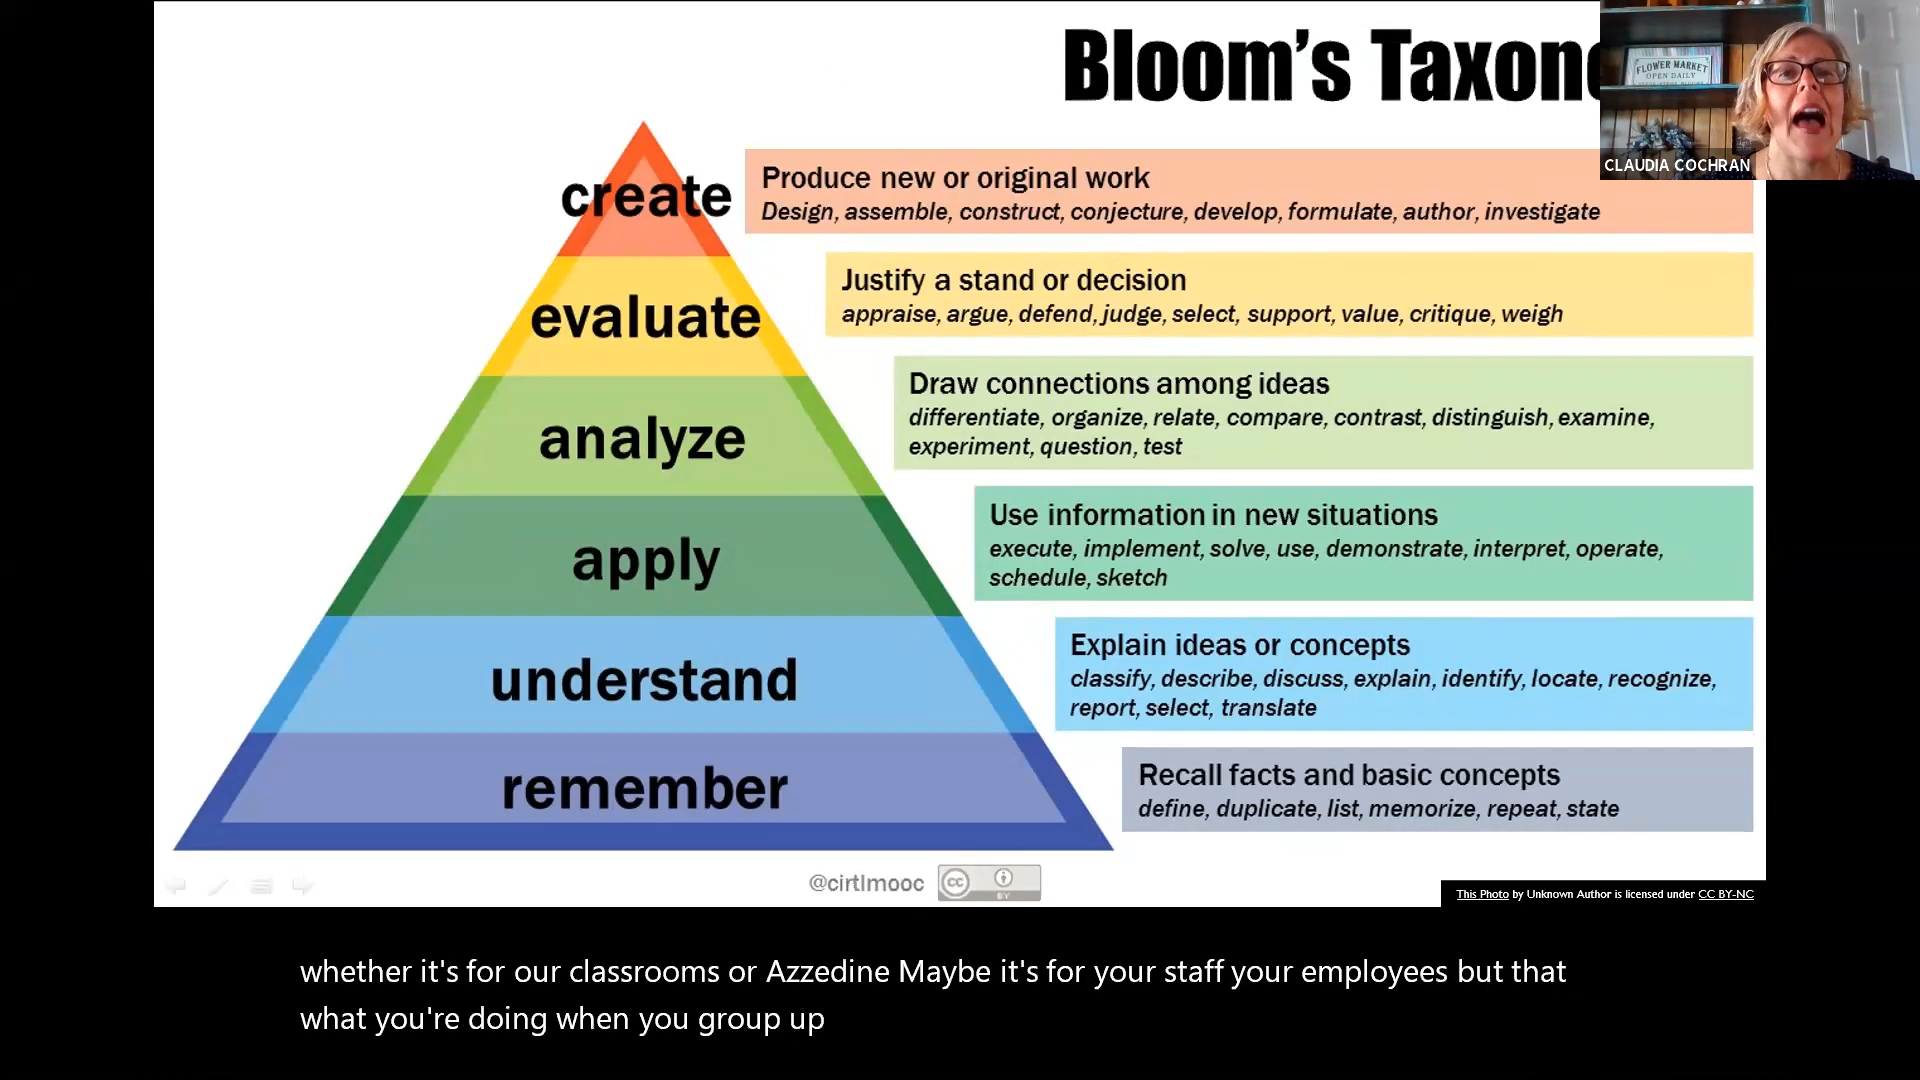 Bloom's Taxon
FLOWER MARKET
OPEN DAILY
CLAUDIA COCHRAN
create
Produce new or original work
Design, assemble, construct, conjecture, develop, formulate, author, investigate
evaluate
Justify a stand or decision
appraise, argue, defend, judge, select, support, value, critique, weigh
analyze
Draw connections among ideas
differentiate, organize, relate, compare, contrast, distinguish, examine,
experiment, question, test
apply
Use information in new situations
execute, implement, solve, use, demonstrate, interpret, operate,
schedule, sketch
understand
Explain ideas or concepts
classify, describe, discuss, explain, identify, locate, recognize,
report, select, translate
remember
Recall facts and basic concepts
define, duplicate, list, memorize, repeat, state
@cirtlmooc
cc
BY
This Photo by Unknown Author is licensed under CC BY-NC
whether it's for our classrooms or Azzedine Maybe it's for your staff your employees but that
what you're doing when you group up